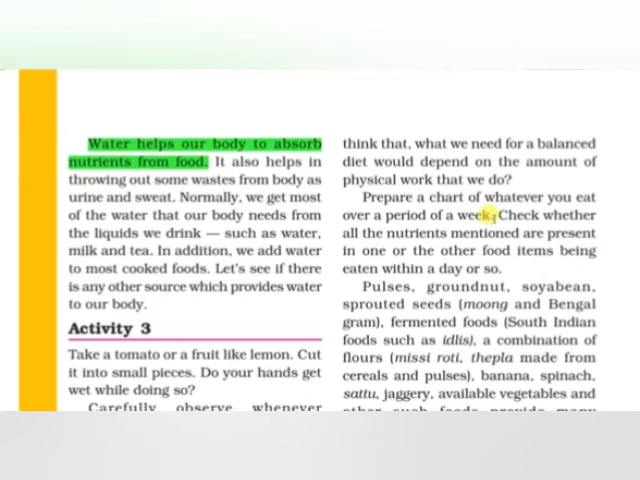 Water helps our body to absorb
nutrients from food. It also helps in
throwing out some wastes from body as
urine and sweat. Normally, we get most
of the water that our body needs from
the liquids we drink — such as water,
milk and tea. In addition, we add water
to most cooked foods. Let's see if there
is any other source which provides water
to our body.
Activity 3
Take a tomato or a fruit like lemon. Cut
it into small pieces. Do your hands get
wet while doing so?
Carefully observe whenever
think that, what we need for a balanced
diet would depend on the amount of
physical work that we do?
Prepare a chart of whatever you eat
over a period of a week. Check whether
all the nutrients mentioned are present
in one or the other food items being
eaten within a day or so.
Pulses, groundnut, soyabean,
sprouted seeds (moong and Bengal
gram), fermented foods (South Indian
foods such as idlis), a combination of
flours (missi roti, thepla made from
cereals and pulses), banana, spinach,
sattu, jaggery, available vegetables and
other such foods provide many